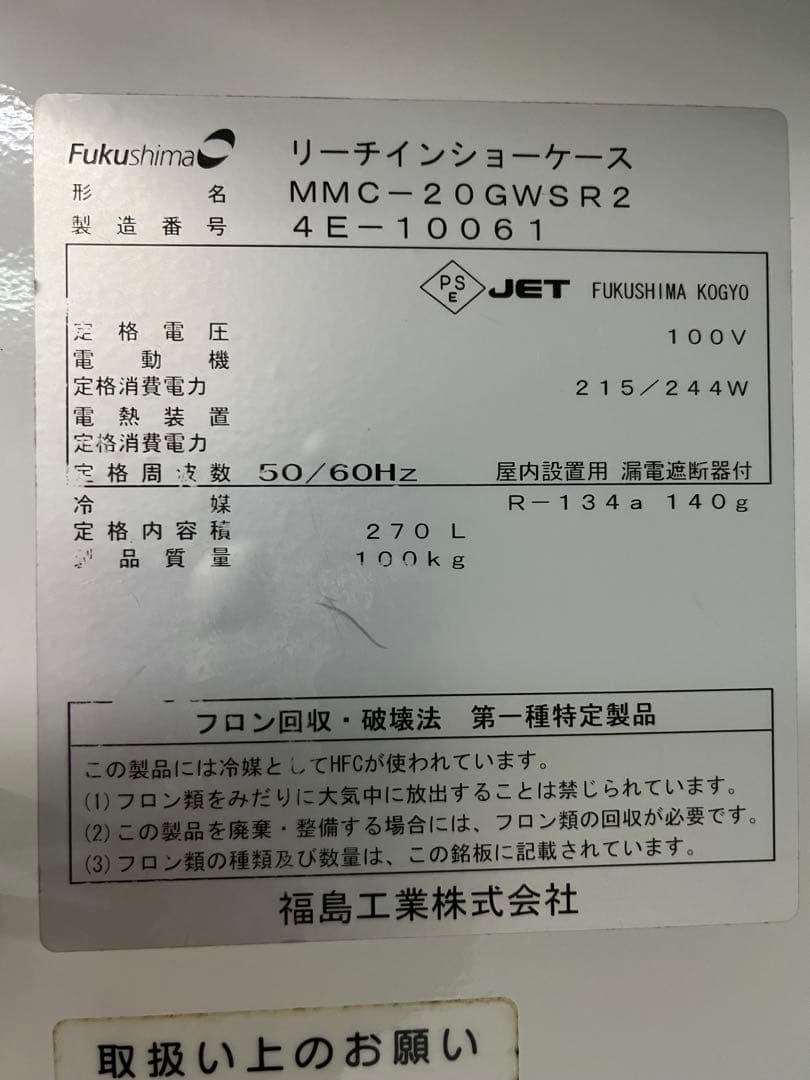 Fukushima リーチインショーケース
形名 MMC-20GWSR2
製造番号 4E-10061
PSE JET FUKUSHIMA KOGYO
定格電圧 100V
電動機
定格消費電力 215/244W
電熱装置
定格消費電力
定格周波数 50/60Hz 屋内設置用 漏電遮断器付
冷媒 R-134a 140g
定格内容積 270 L
製品質量 100kg
フロン回収・破壊法 第一種特定製品
この製品には冷媒としてHFCが使われています。
(1)フロン類をみだりに大気中に放出することは禁じられています。
(2)この製品を廃棄・整備する場合には、フロン類の回収が必要です。
(3)フロン類の種類及び数量は、この銘板に記載されています。
福島工業株式会社
取扱い上のお願い